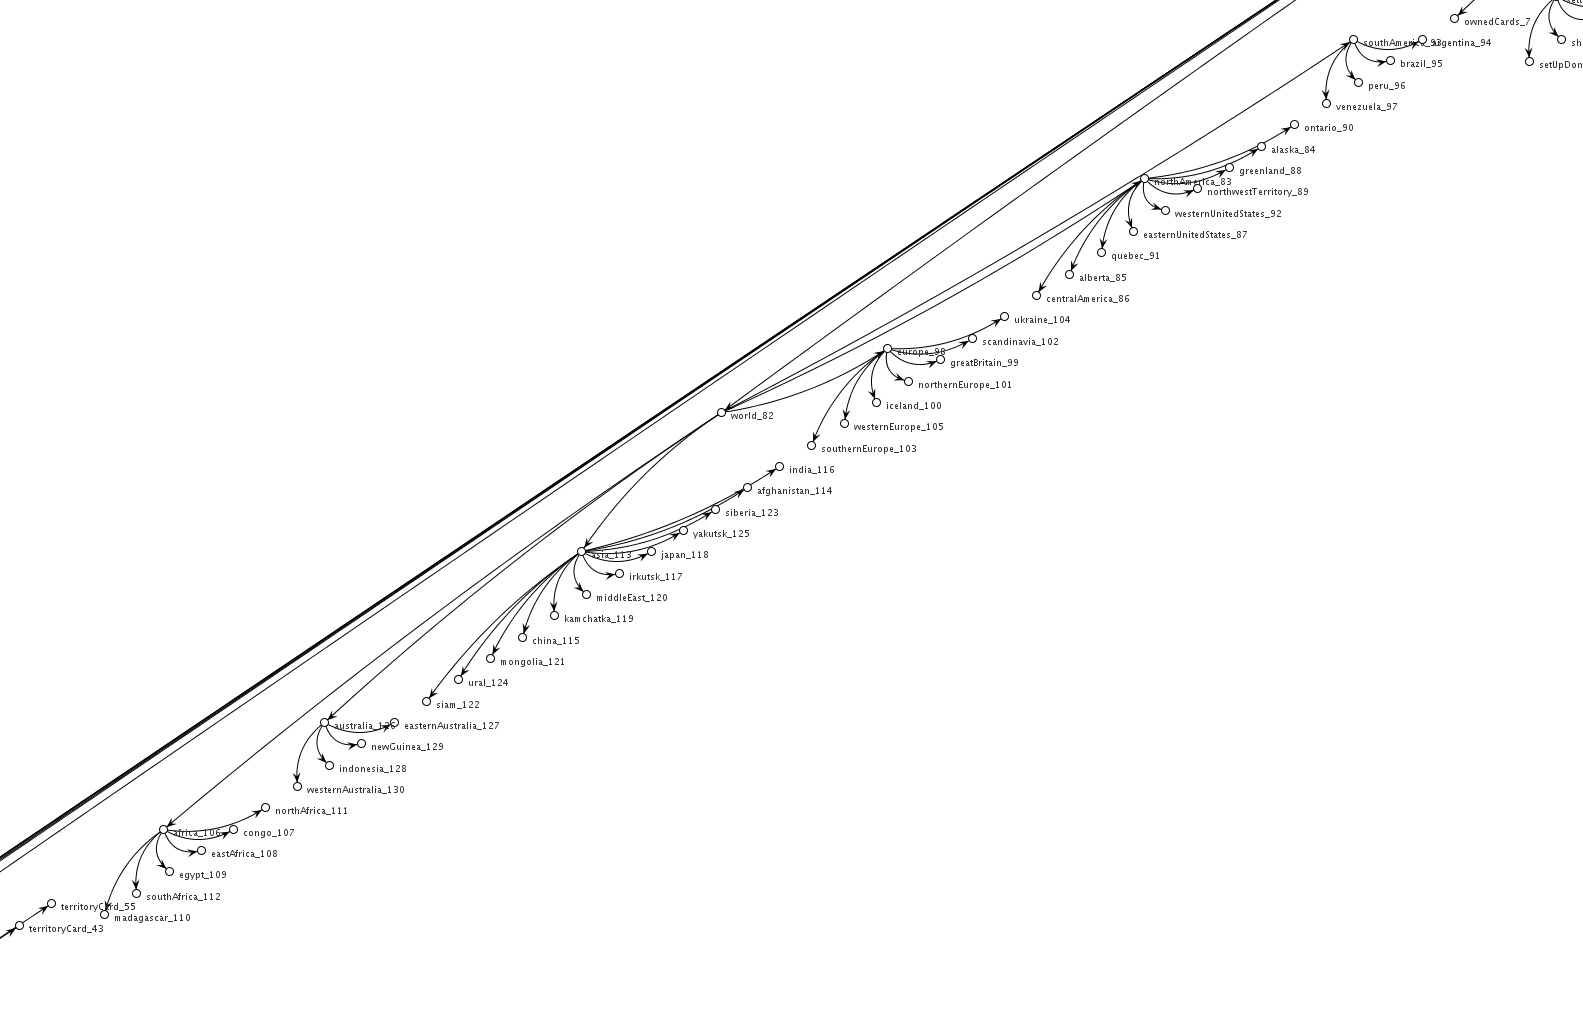 ownedCards_7
southAmerica_93
argentina_94
sh
brazil_95
setUpDon
peru_96
venezuela_97
ontario_90
alaska_84
greenland_88
northAmerica_83
northwestTerritory_89
westernUnitedStates_92
easternUnitedStates_87
quebec_91
alberta_85
centralAmerica_86
ukraine_104
scandinavia_102
europe_98
greatBritain_99
northernEurope_101
iceland_100
world_82
westernEurope_105
southernEurope_103
india_116
afghanistan_114
siberia_123
yakutsk_125
asia_113
japan_118
irkutsk_117
middleEast_120
kamchatka_119
china_115
mongolia_121
ural_124
siam_122
australia_126
easternAustralia_127
newGuinea_129
indonesia_128
westernAustralia_130
northAfrica_111
africa_106
congo_107
eastAfrica_108
egypt_109
southAfrica_112
territoryCard_55
madagascar_110
territoryCard_43